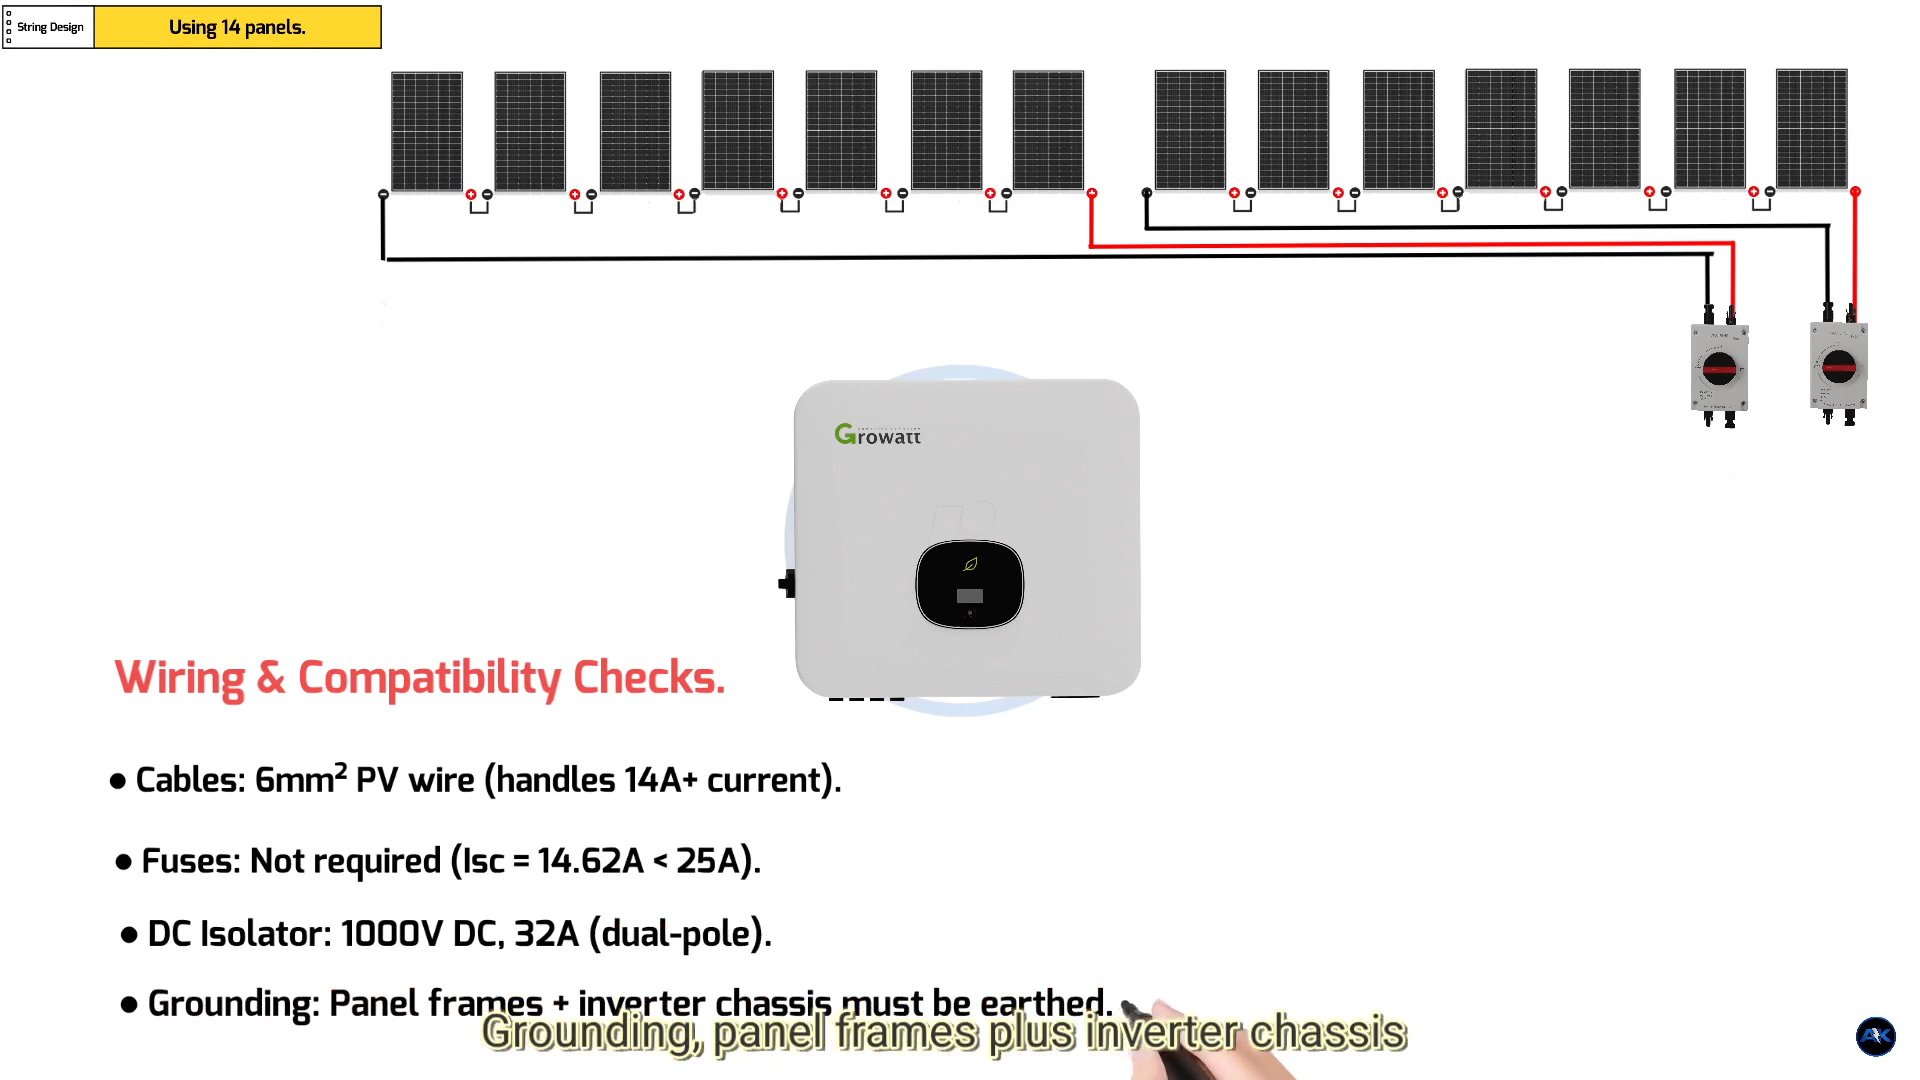 String Design
Using 14 panels.
Growatt
Wiring & Compatibility Checks.
● Cables: 6mm² PV wire (handles 14A+ current).
● Fuses: Not required (Isc = 14.62A < 25A).
● DC Isolator: 1000V DC, 32A (dual-pole).
● Grounding: Panel frames + inverter chassis must be earthed.
Grounding, panel frames plus inverter chassis
AK